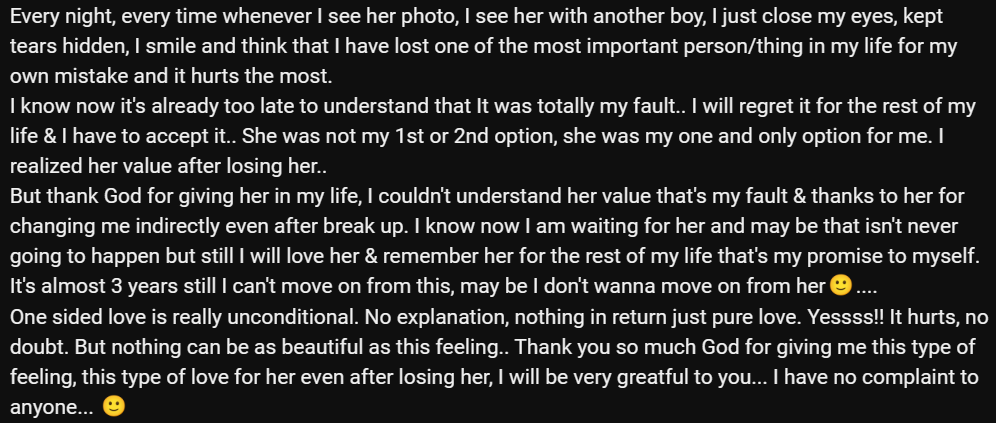 Every night, every time whenever I see her photo, I see her with another boy, I just close my eyes, kept
tears hidden, I smile and think that I have lost one of the most important person/thing in my life for my
own mistake and it hurts the most.
I know now it's already too late to understand that It was totally my fault.. I will regret it for the rest of my
life & I have to accept it.. She was not my 1st or 2nd option, she was my one and only option for me. I
realized her value after losing her..
But thank God for giving her in my life, I couldn't understand her value that's my fault & thanks to her for
changing me indirectly even after break up. I know now I am waiting for her and may be that isn't never
going to happen but still I will love her & remember her for the rest of my life that's my promise to myself.
It's almost 3 years still I can't move on from this, may be I don't wanna move on from her🙂....
One sided love is really unconditional. No explanation, nothing in return just pure love. Yessss!! It hurts, no
doubt. But nothing can be as beautiful as this feeling.. Thank you so much God for giving me this type of
feeling, this type of love for her even after losing her, I will be very greatful to you... I have no complaint to
anyone... 🙂